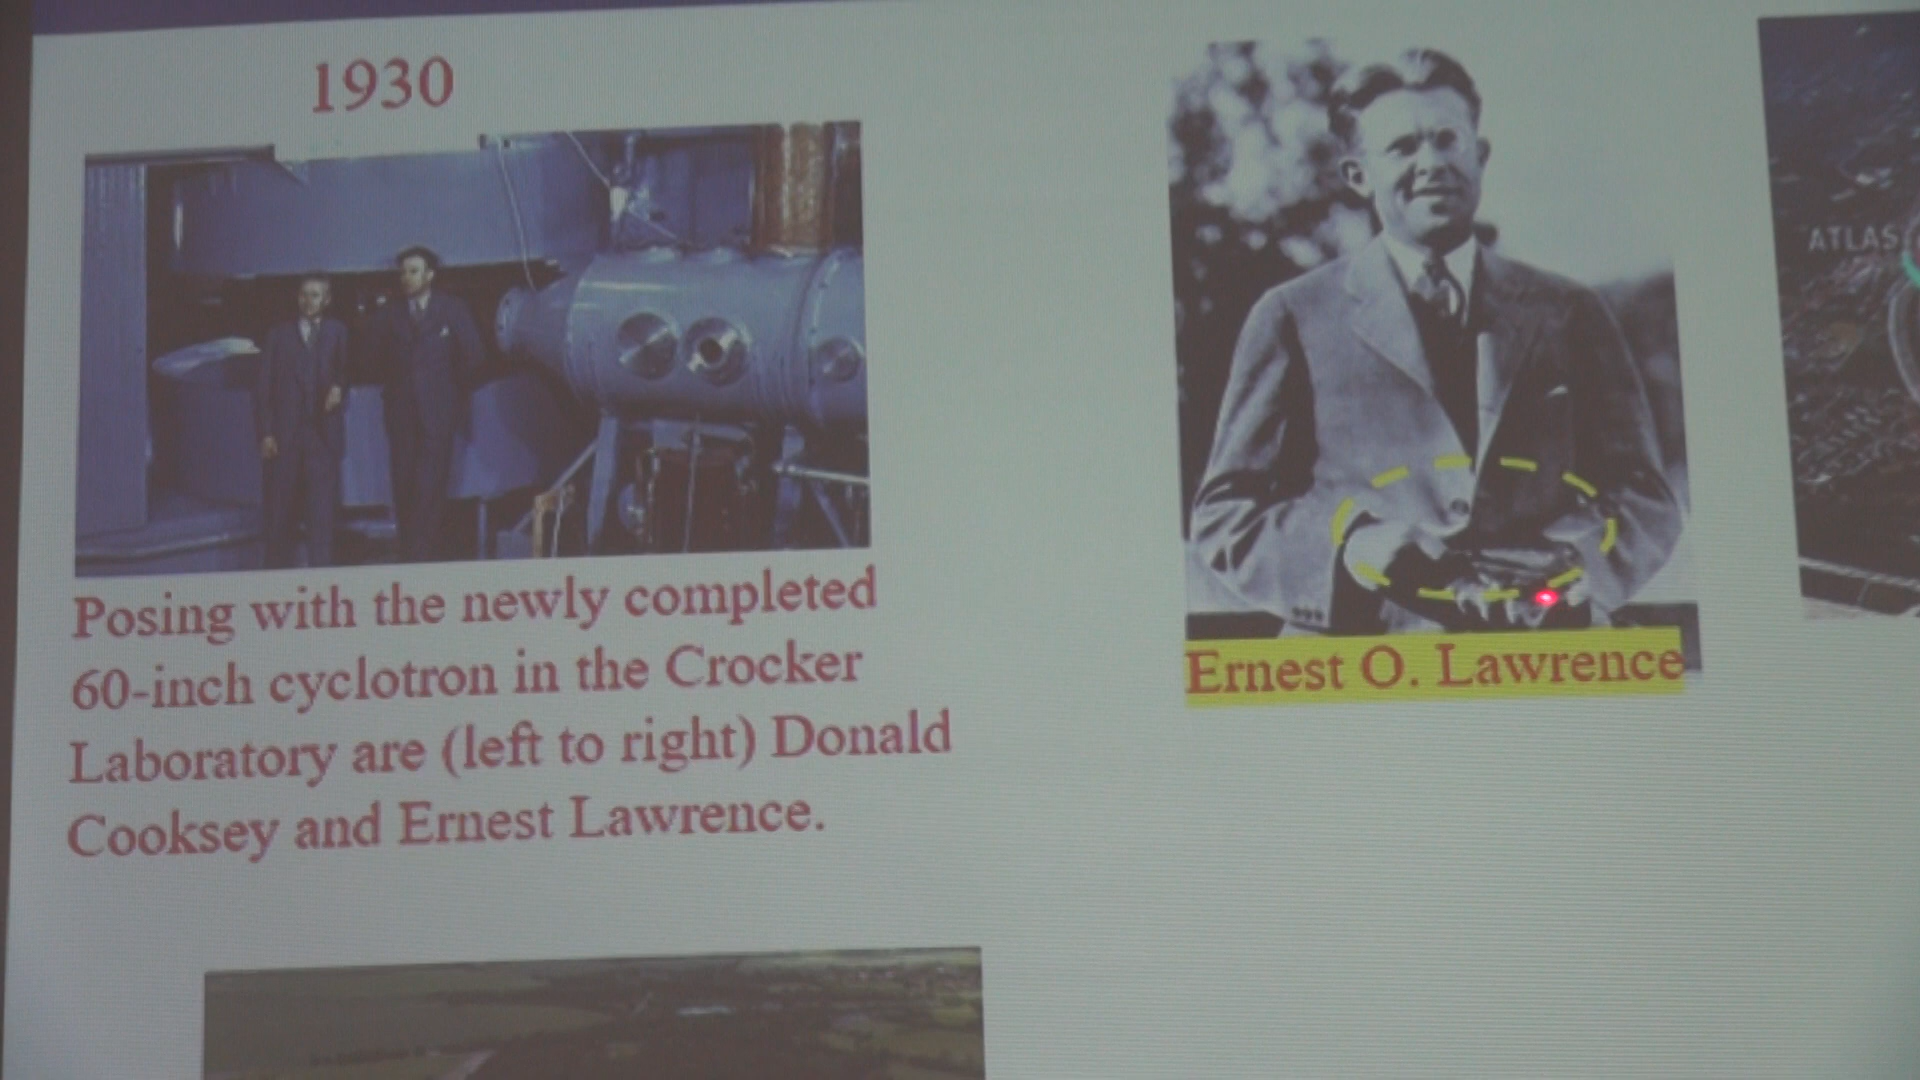 1930
Posing with the newly completed
60-inch cyclotron in the Crocker
Laboratory are (left to right) Donald
Cooksey and Ernest Lawrence.
Ernest O. Lawrence
ATLAS